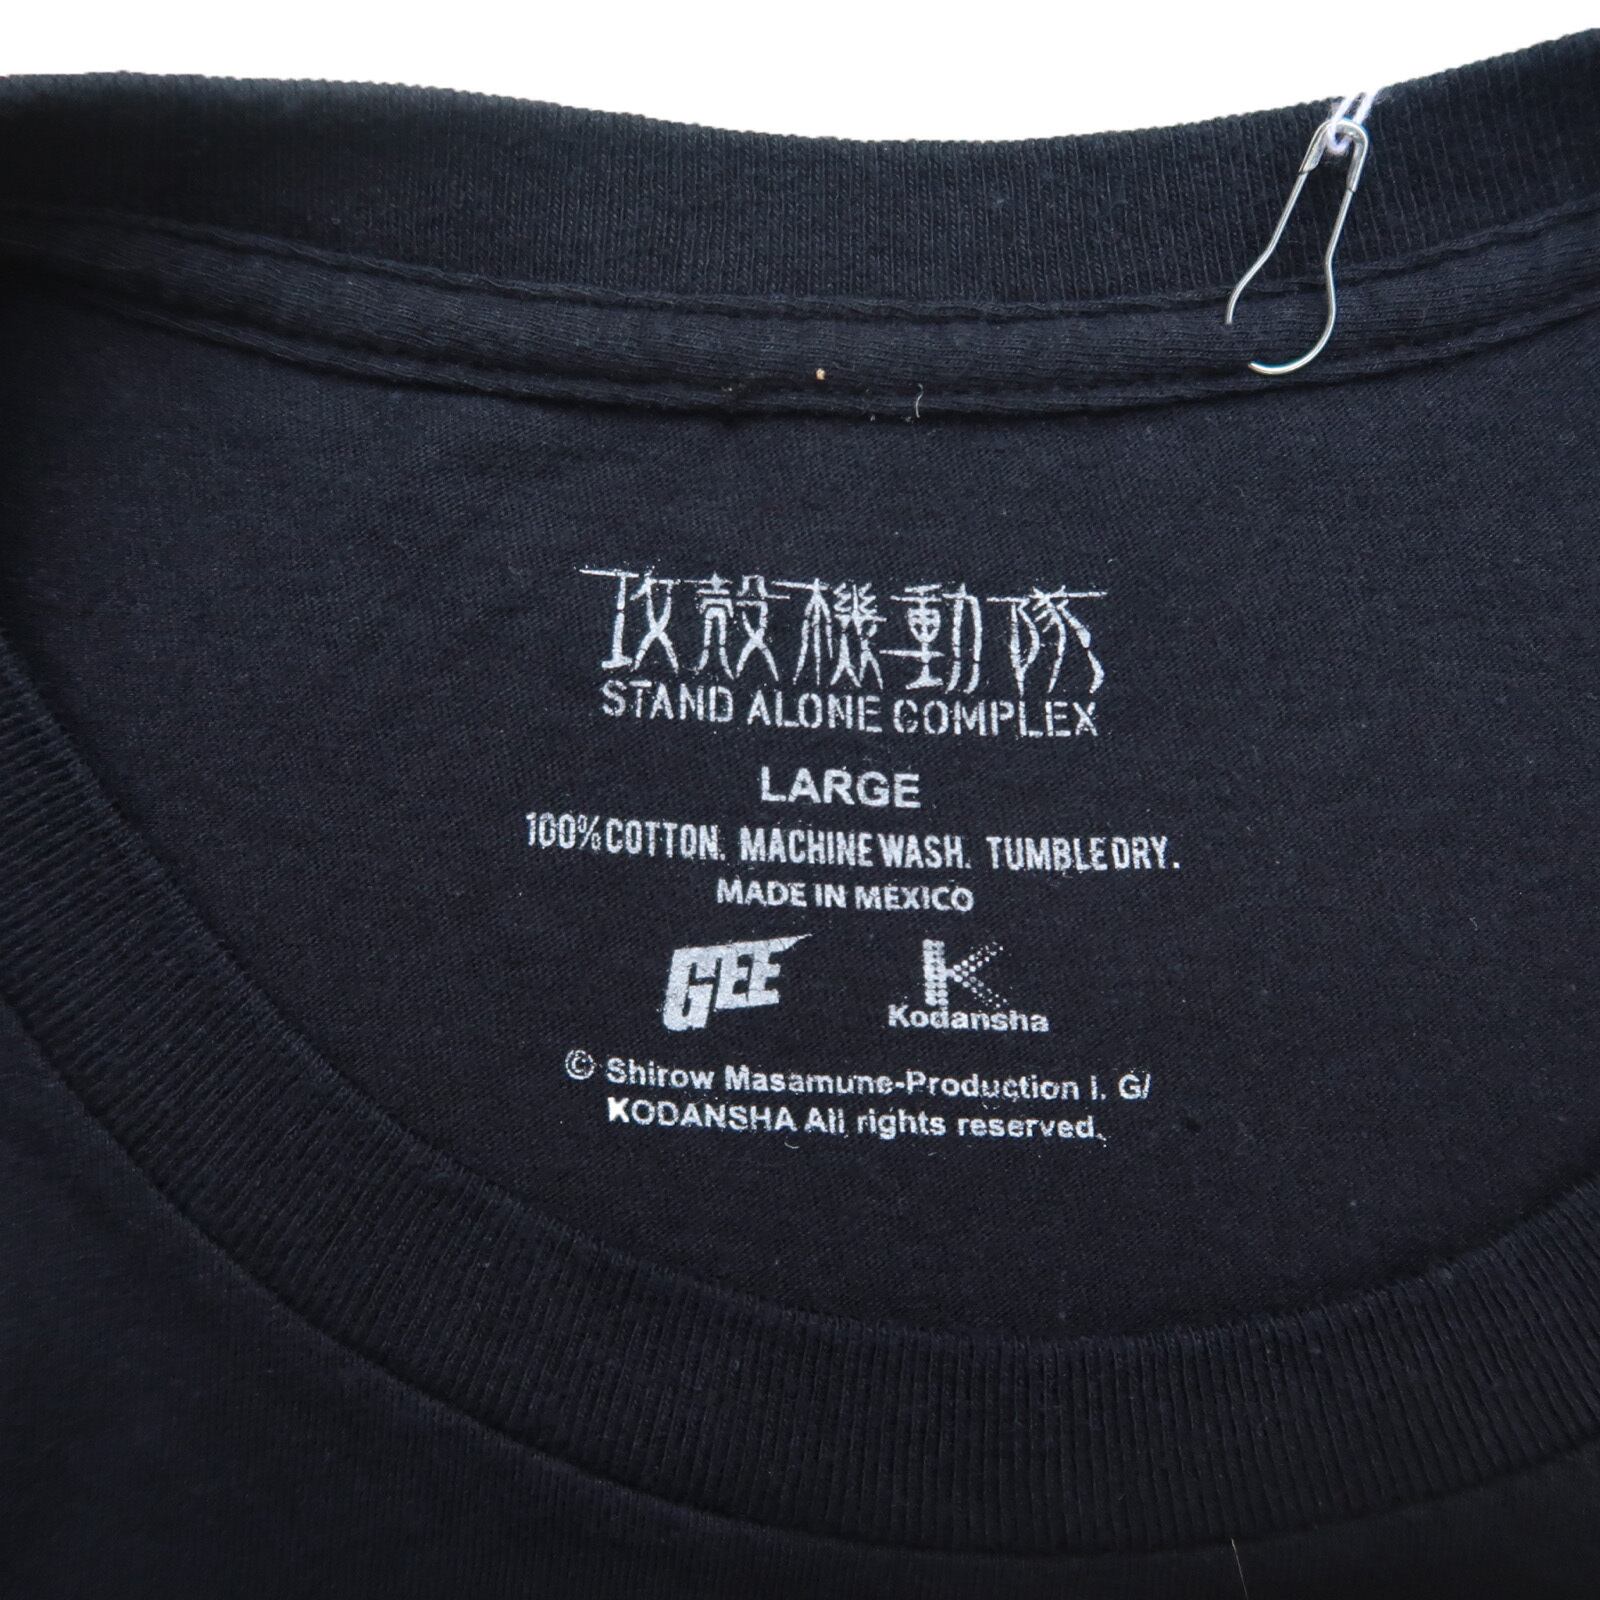 攻殻機動隊
STAND ALONE COMPLEX
LARGE
100% COTTON. MACHINE WASH. TUMBLE DRY.
MADE IN MEXICO
GEE
K
Kodansha
© Shirow Masamune-Production I. G/
KODANSHA All rights reserved.